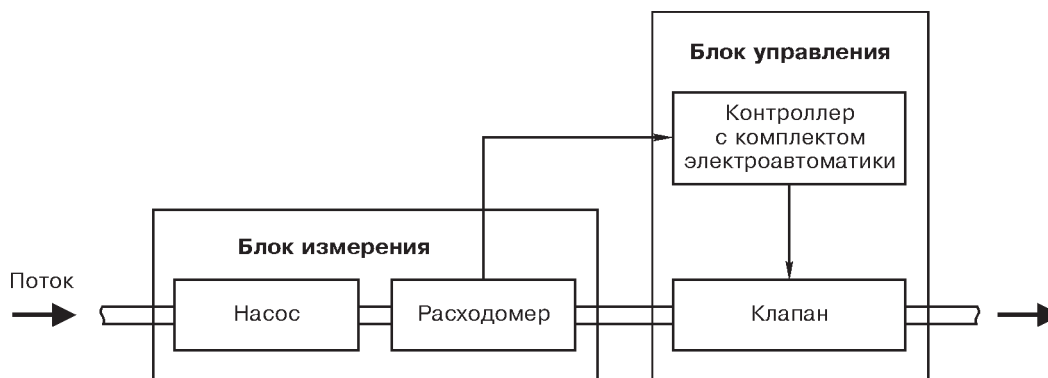 Блок управления
Контроллер
с комплектом
электроавтоматики
Блок измерения
Поток
Насос
Расходомер
Клапан